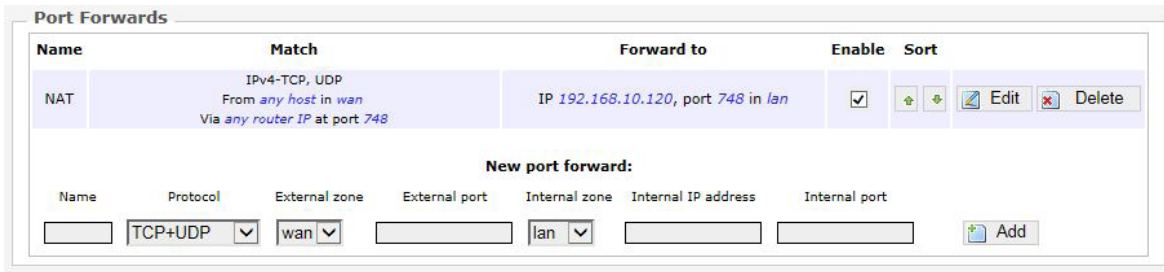 Port Forwards
Name Match Forward to Enable Sort
IPv4-TCP, UDP
NAT From any host in wan IP 192.168.10.120, port 748 in lan Edit Delete
Via any router IP at port 748
New port forward:
Name Protocol External zone External port Internal zone Internal IP address Internal port
TCP+UDP wan lan Add